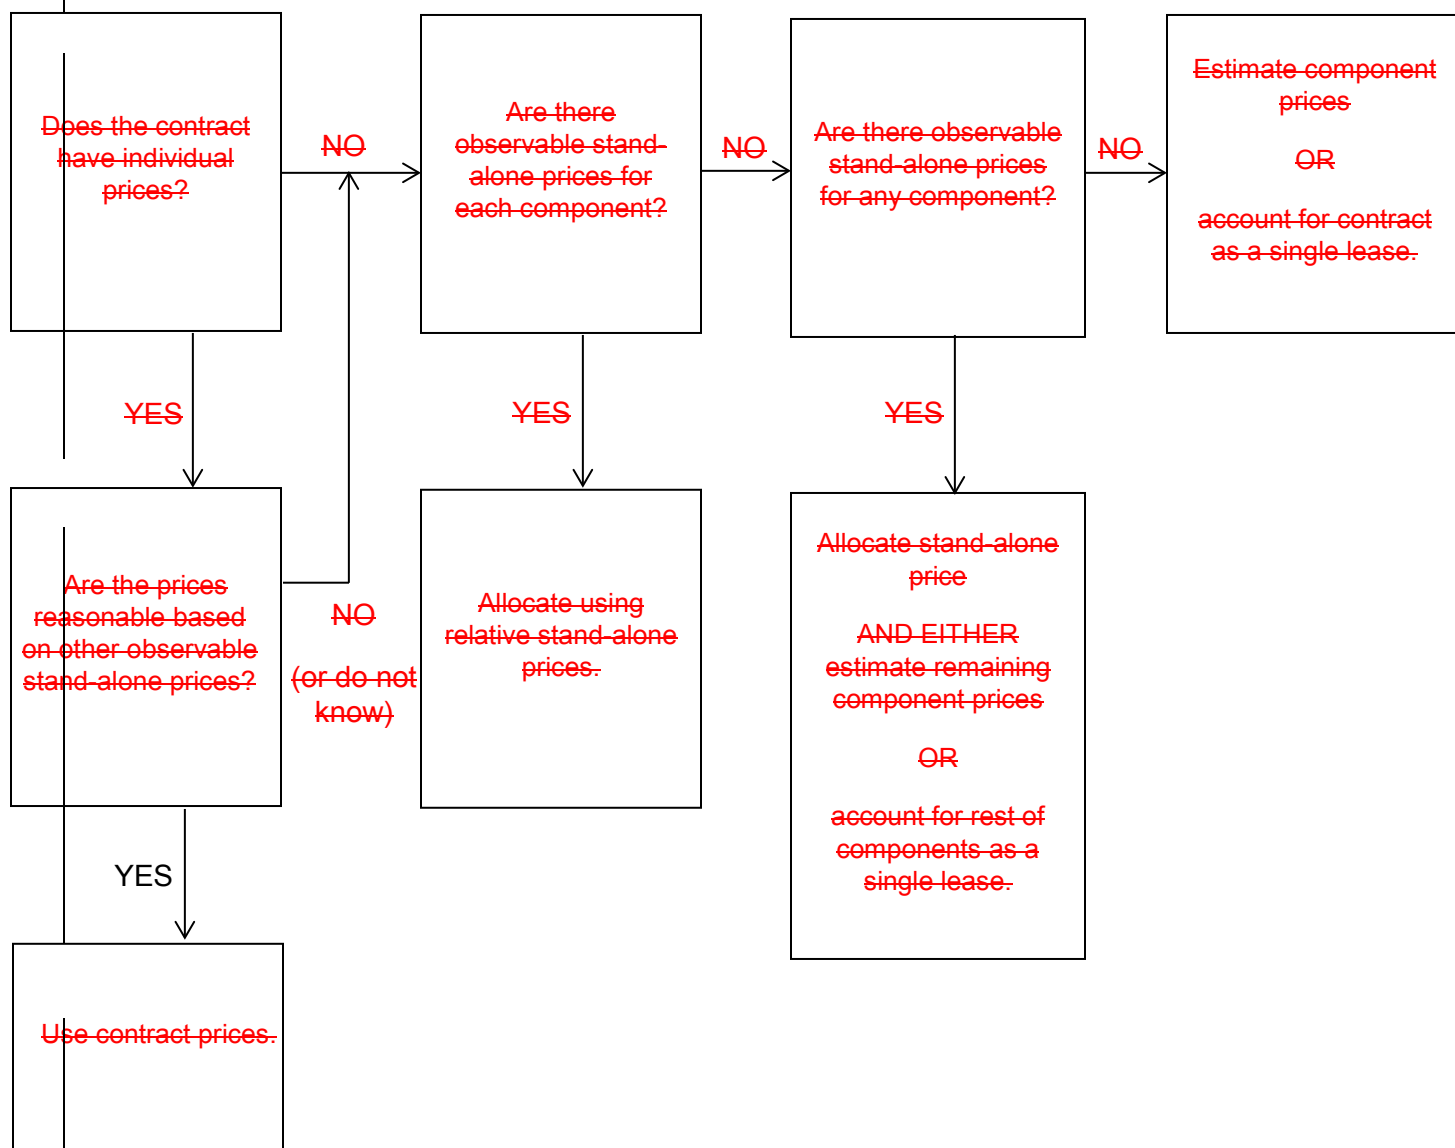 Does the contract
have individual
prices?
NO
Are there
observable stand-
alone prices for
each component?
NO
Are there observable
stand-alone prices
for any component?
NO
Estimate component
prices
OR
account for contract
as a single lease.
YES
YES
YES
Are the prices
reasonable based
on other observable
stand-alone prices?
NO
(or do not
know)
Allocate using
relative stand-alone
prices.
Allocate stand-alone
price
AND EITHER
estimate remaining
component prices
OR
account for rest of
components as a
single lease.
YES
Use contract prices.